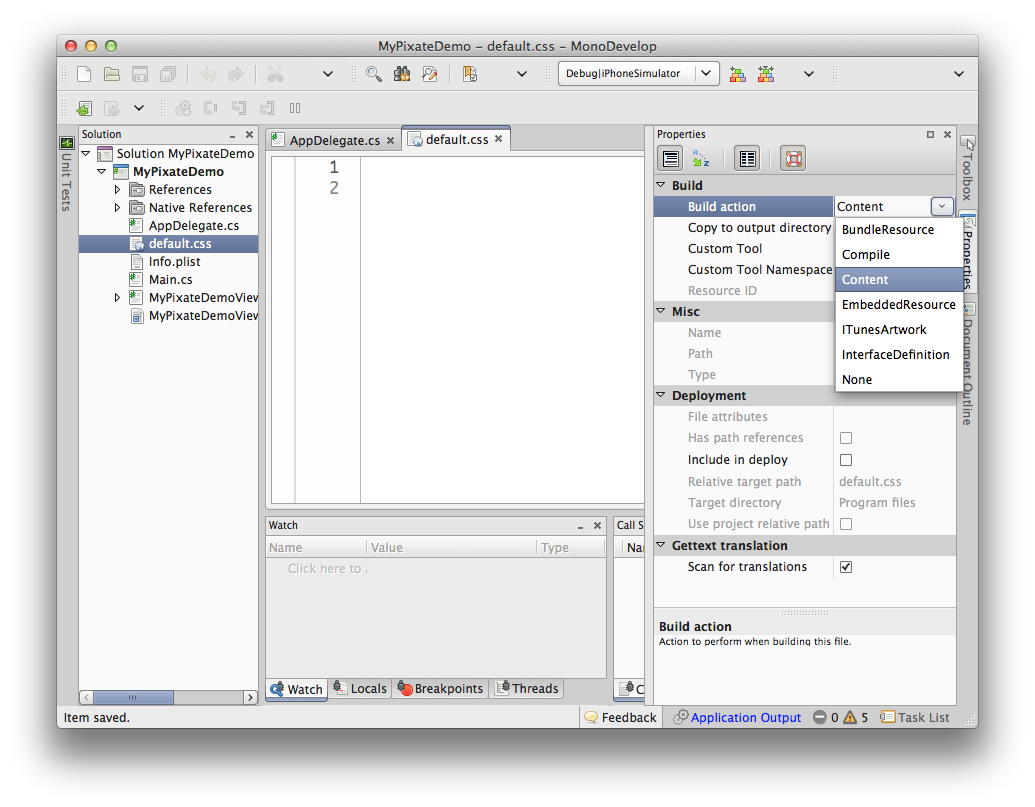 MyPixateDemo – default.css – MonoDevelop
Debug|iPhoneSimulator
Solution
Unit Tests
Solution MyPixateDemo
MyPixateDemo
References
Native References
AppDelegate.cs
default.css
Info.plist
Main.cs
MyPixateDemoView
MyPixateDemoView
AppDelegate.cs
default.css
1
2
Properties
Build
Build action Content
Copy to output directory
Custom Tool
Custom Tool Namespace
Resource ID
BundleResource
Compile
Content
EmbeddedResource
ITunesArtwork
InterfaceDefinition
None
Misc
Name
Path
Type
Deployment
File attributes
Has path references
Include in deploy
Relative target path default.css
Target directory Program files
Use project relative path
Gettext translation
Scan for translations
Build action
Action to perform when building this file.
Toolbox
Properties
Document Outline
Watch
Name Value Type
Click here to
Call S
Na
Watch Locals Breakpoints Threads
C
Item saved.
Feedback Application Output 0 5 Task List